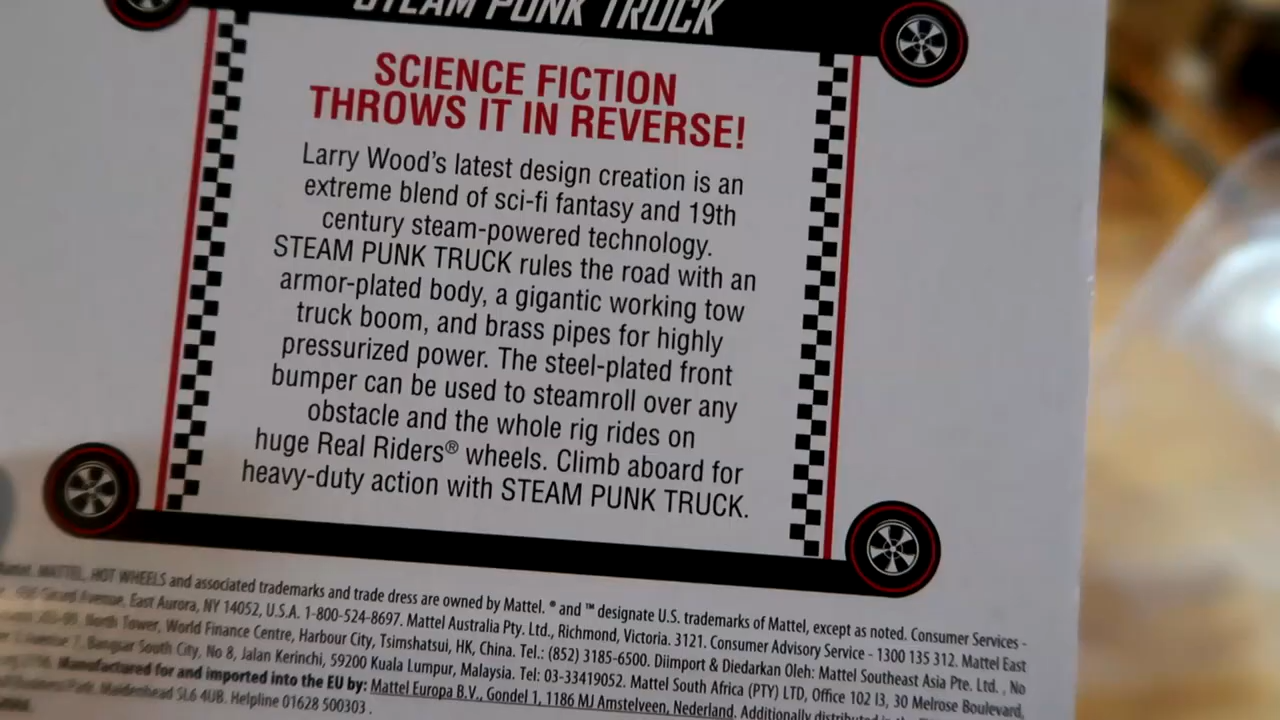 STEAM PUNK TRUCK
SCIENCE FICTION
THROWS IT IN REVERSE!
Larry Wood's latest design creation is an
extreme blend of sci-fi fantasy and 19th
century steam-powered technology.
STEAM PUNK TRUCK rules the road with an
armor-plated body, a gigantic working tow
truck boom, and brass pipes for highly
pressurized power. The steel-plated front
bumper can be used to steamroll over any
obstacle and the whole rig rides on
huge Real Riders® wheels. Climb aboard for
heavy-duty action with STEAM PUNK TRUCK.
MATTEL, HOT WHEELS and associated trademarks and trade dress are owned by Mattel. ® and ™ designate U.S. trademarks of Mattel, except as noted. Consumer Services -
Girard Avenue, East Aurora, NY 14052, U.S.A. 1-800-524-8697. Mattel Australia Pty. Ltd., Richmond, Victoria. 3121. Consumer Advisory Service - 1300 135 312. Mattel East
North Tower, World Finance Centre, Harbour City, Tsimshatsui, HK, China. Tel.: (852) 3185-6500. Diimport & Diedarkan Oleh: Mattel Southeast Asia Pte. Ltd. , No
Bangsar South City, No 8, Jalan Kerinchi, 59200 Kuala Lumpur, Malaysia. Tel: 03-33419052. Mattel South Africa (PTY) LTD, Office 102 I3, 30 Melrose Boulevard,
Manufactured for and imported into the EU by: Mattel Europa B.V., Gondel 1, 1186 MJ Amstelveen, Nederland. Additionally distributed
Maidenhead SL6 4UB. Helpline 01628 500303 .